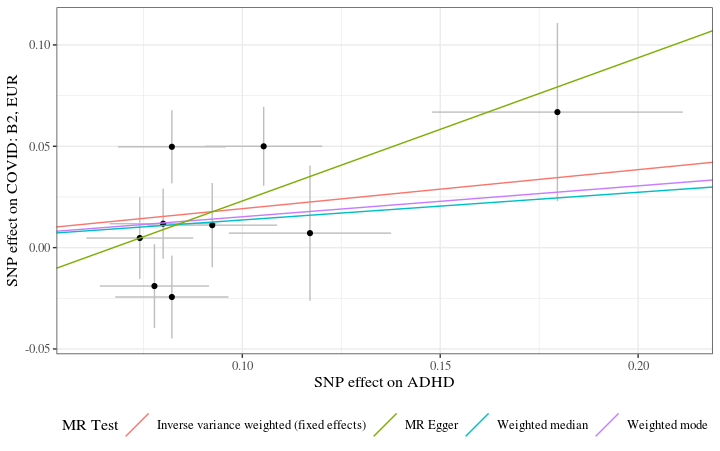 SNP effect on COVID: B2, EUR
0.10
0.05
0.00
-0.05
0.10
0.15
0.20
SNP effect on ADHD
MR Test
Inverse variance weighted (fixed effects)
MR Egger
Weighted median
Weighted mode